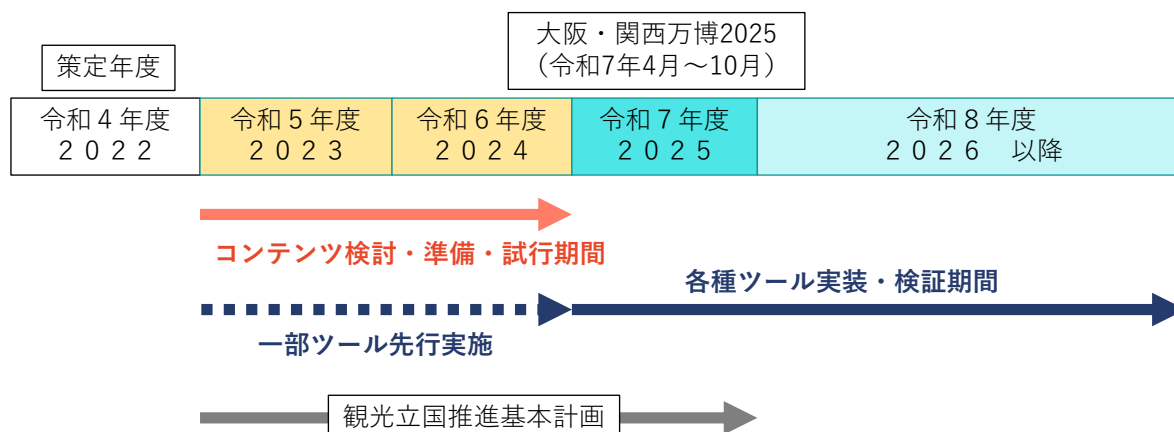 策定年度
大阪・関西万博2025
（令和7年4月～10月）
令和４年度
２０２２
令和５年度
２０２３
令和６年度
２０２４
令和７年度
２０２５
令和８年度
２０２６　以降
コンテンツ検討・準備・試行期間
各種ツール実装・検証期間
一部ツール先行実施
観光立国推進基本計画